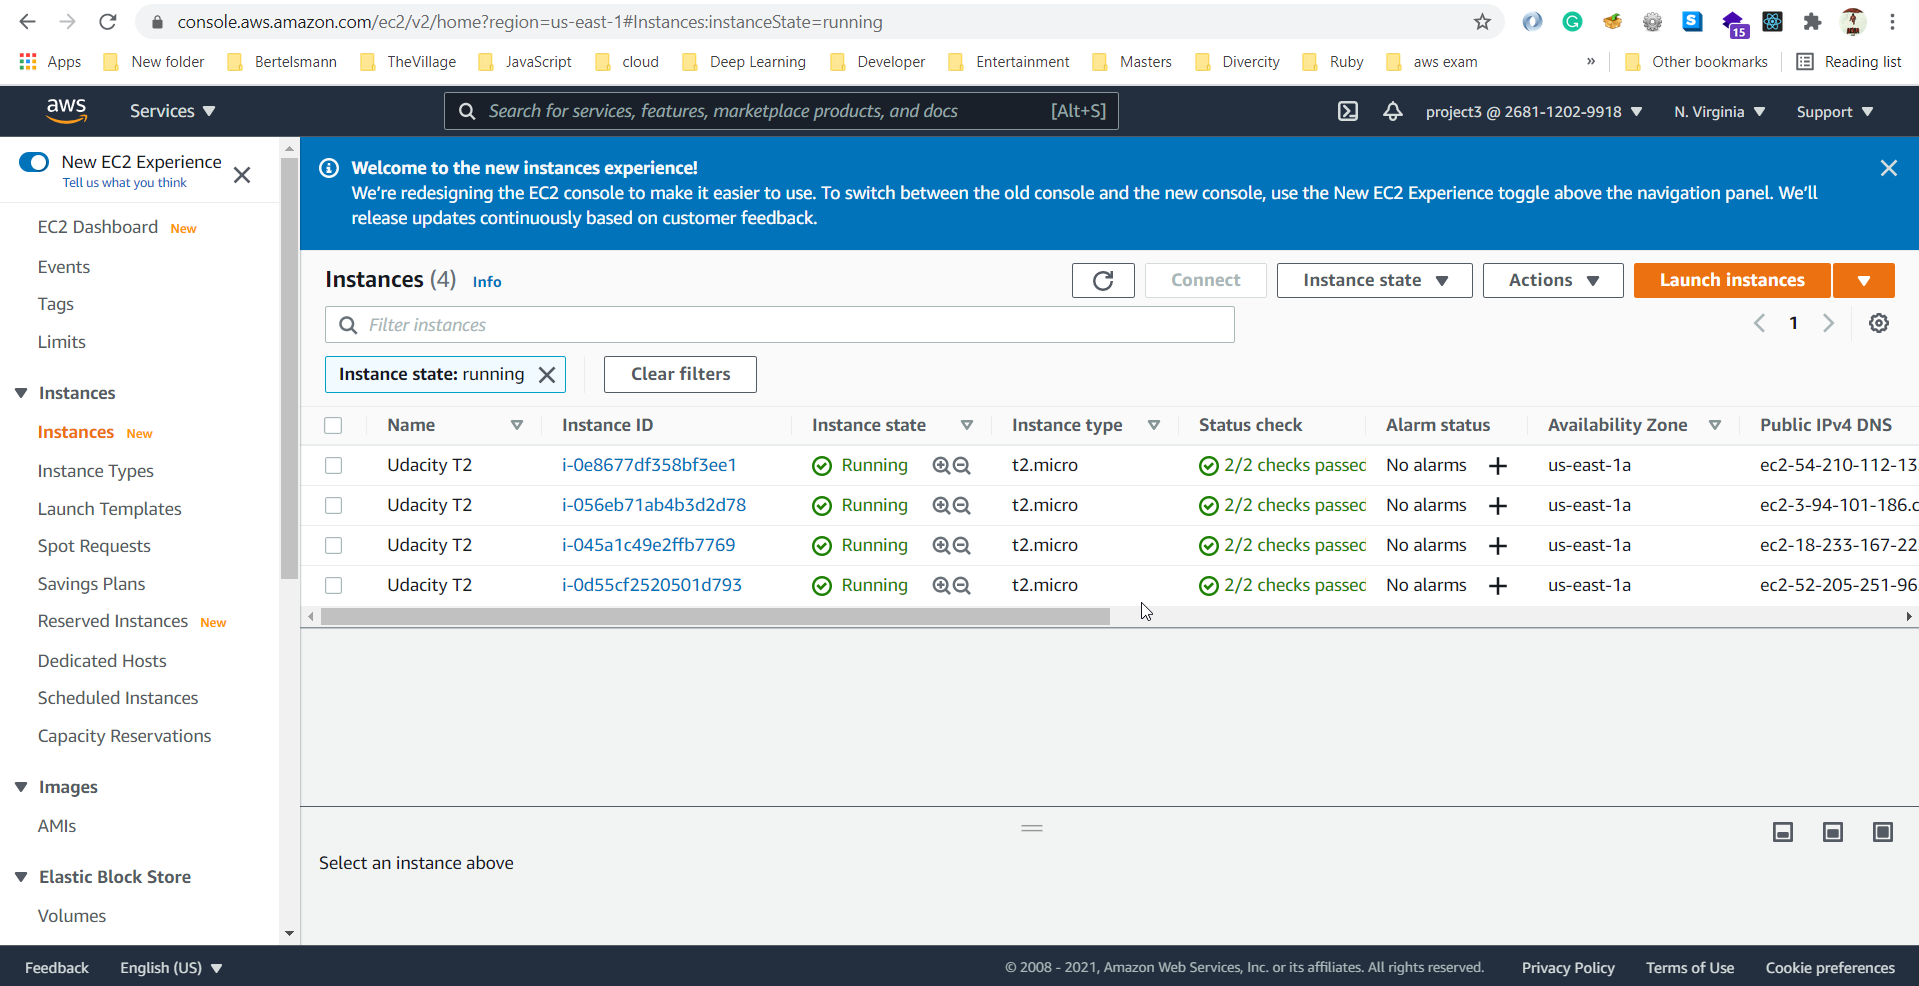 console.aws.amazon.com/ec2/v2/home?region=us-east-1#Instances:instanceState=running
15
Apps New folder Bertelsmann TheVillage JavaScript cloud Deep Learning Developer Entertainment Masters Divercity Ruby aws exam » Other bookmarks Reading list
aws Services Search for services, features, marketplace products, and docs [Alt+S] project3 @ 2681-1202-9918 N. Virginia Support
New EC2 Experience
Tell us what you think
EC2 Dashboard New
Events
Tags
Limits
Instances
Instances New
Instance Types
Launch Templates
Spot Requests
Savings Plans
Reserved Instances New
Dedicated Hosts
Scheduled Instances
Capacity Reservations
Images
AMIs
Elastic Block Store
Volumes
Welcome to the new instances experience!
We're redesigning the EC2 console to make it easier to use. To switch between the old console and the new console, use the New EC2 Experience toggle above the navigation panel. We'll
release updates continuously based on customer feedback.
Instances (4) Info Connect Instance state Actions Launch instances
Filter instances 1
Instance state: running Clear filters
Name Instance ID Instance state Instance type Status check Alarm status Availability Zone Public IPv4 DNS
Udacity T2 i-0e8677df358bf3ee1 Running t2.micro 2/2 checks passed No alarms us-east-1a ec2-54-210-112-13
Udacity T2 i-056eb71ab4b3d2d78 Running t2.micro 2/2 checks passed No alarms us-east-1a ec2-3-94-101-186.c
Udacity T2 i-045a1c49e2ffb7769 Running t2.micro 2/2 checks passed No alarms us-east-1a ec2-18-233-167-22
Udacity T2 i-0d55cf2520501d793 Running t2.micro 2/2 checks passed No alarms us-east-1a ec2-52-205-251-96
Select an instance above
Feedback English (US) © 2008 - 2021, Amazon Web Services, Inc. or its affiliates. All rights reserved. Privacy Policy Terms of Use Cookie preferences